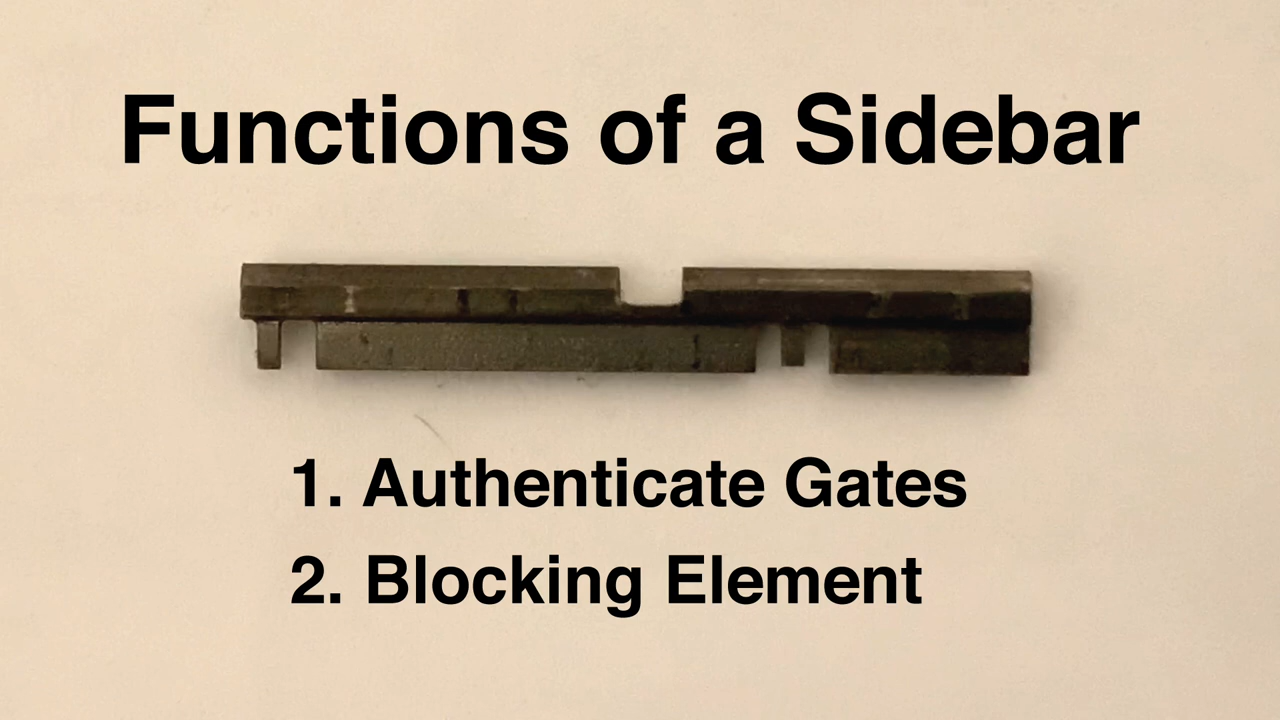 Functions of a Sidebar
1. Authenticate Gates
2. Blocking Element